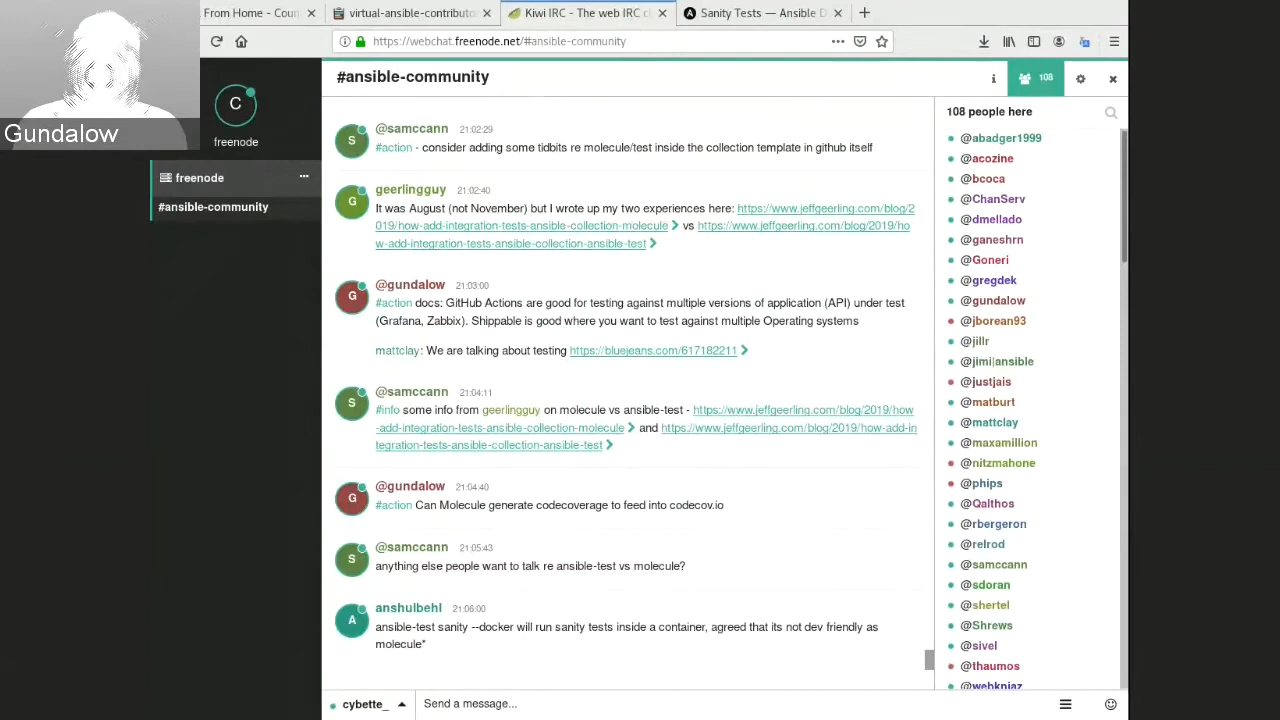 From Home - Coun
virtual-ansible-contributo
Kiwi IRC - The web IRC cl
Sanity Tests — Ansible D
https://webchat.freenode.net/#ansible-community
Gundalow
C
freenode
freenode
#ansible-community
#ansible-community
108
@samccann 21:02:29
S
#action - consider adding some tidbits re molecule/test inside the collection template in github itself
geerlingguy 21:02:40
G
It was August (not November) but I wrote up my two experiences here: https://www.jeffgeerling.com/blog/2
019/how-add-integration-tests-ansible-collection-molecule vs https://www.jeffgeerling.com/blog/2019/ho
w-add-integration-tests-ansible-collection-ansible-test
@gundalow 21:03:00
G
#action docs: GitHub Actions are good for testing against multiple versions of application (API) under test
(Grafana, Zabbix). Shippable is good where you want to test against multiple Operating systems
mattclay: We are talking about testing https://bluejeans.com/617182211
@samccann 21:04:11
S
#info some info from geerlingguy on molecule vs ansible-test - https://www.jeffgeerling.com/blog/2019/how
-add-integration-tests-ansible-collection-molecule and https://www.jeffgeerling.com/blog/2019/how-add-in
tegration-tests-ansible-collection-ansible-test
@gundalow 21:04:40
G
#action Can Molecule generate codecoverage to feed into codecov.io
@samccann 21:05:43
S
anything else people want to talk re ansible-test vs molecule?
anshulbehl 21:06:00
A
ansible-test sanity --docker will run sanity tests inside a container, agreed that its not dev friendly as
molecule*
cybette_
Send a message...
108 people here
@abadger1999
@acozine
@bcoca
@ChanServ
@dmellado
@ganeshrn
@Goneri
@gregdek
@gundalow
@jborean93
@jillr
@jimi|ansible
@justjais
@matburt
@mattclay
@maxamillion
@nitzmahone
@phips
@Qalthos
@rbergeron
@relrod
@samccann
@sdoran
@shertel
@Shrews
@sivel
@thaumos
@webknjaz